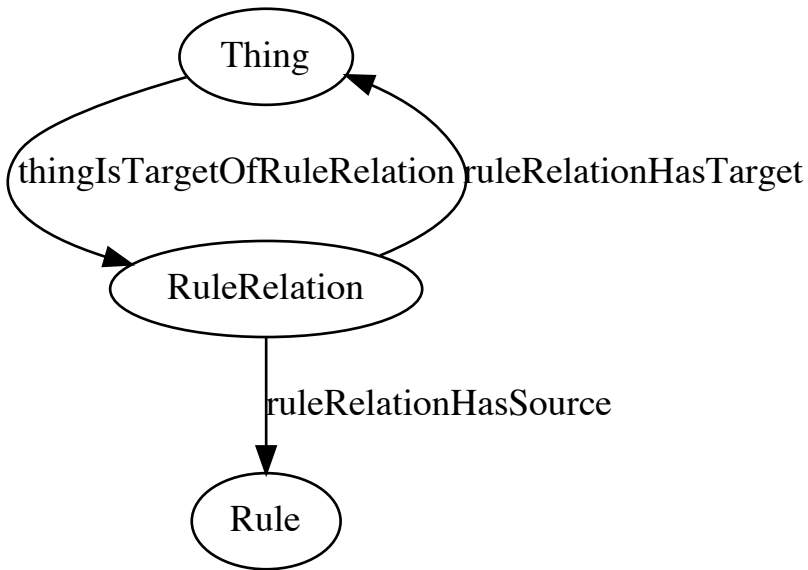 Thing
thingIsTargetOfRuleRelation
ruleRelationHasTarget
RuleRelation
ruleRelationHasSource
Rule